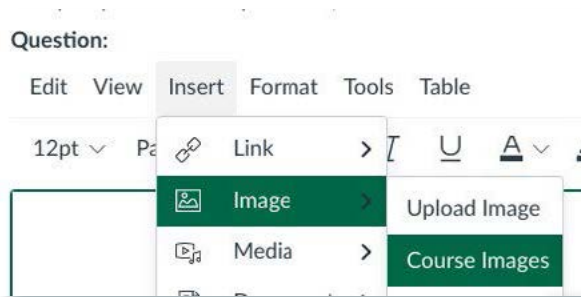 Question:
Edit View Insert Format Tools Table
12pt Link U A
Image Upload Image
Media Course Images